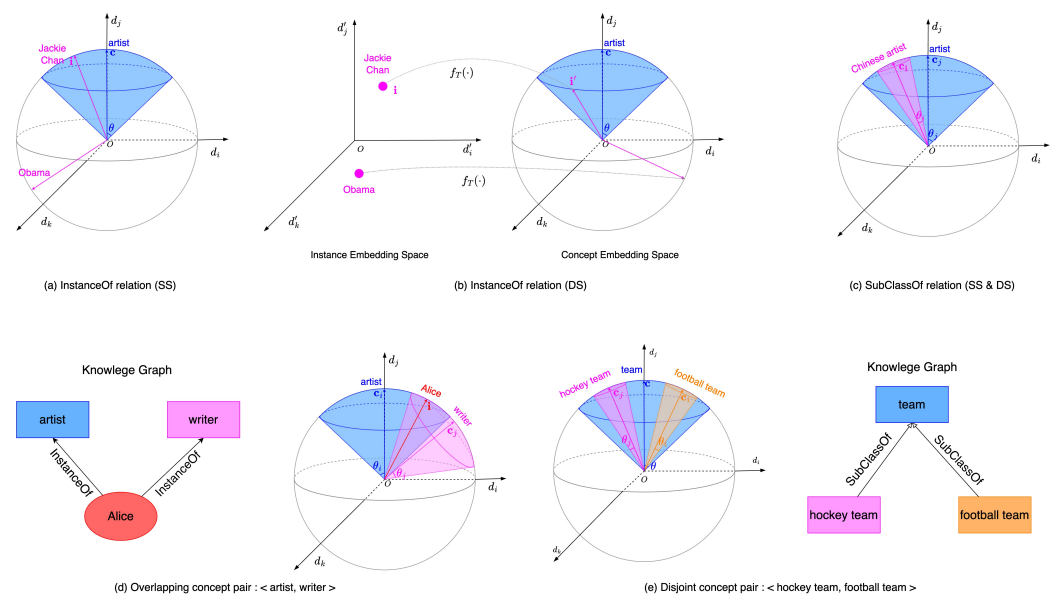 d_j
artist
c
Jackie
Chan
i
θ
O
d_i
Obama
d_k
(a) InstanceOf relation (SS)
d'_j
Jackie
Chan
i
f_T(·)
O
d'_i
Obama
f_T(·)
d'_k
Instance Embedding Space
d_j
artist
c
i'
θ
O
d_i
d_k
Concept Embedding Space
(b) InstanceOf relation (DS)
d_j
Chinese artist
artist
c_i
c_j
θ_i
θ_j
O
d_i
d_k
(c) SubClassOf relation (SS & DS)
Knowlege Graph
artist
writer
InstanceOf
InstanceOf
Alice
d_j
artist
c_i
Alice
i
writer
c_j
θ_i
θ_j
O
d_i
d_k
(d) Overlapping concept pair : < artist, writer >
d_j
hockey team
team
football team
c_j
c
c_i
θ_j
θ_i
θ
O
d_i
d_k
Knowlege Graph
team
SubClassOf
SubClassOf
hockey team
football team
(e) Disjoint concept pair : < hockey team, football team >